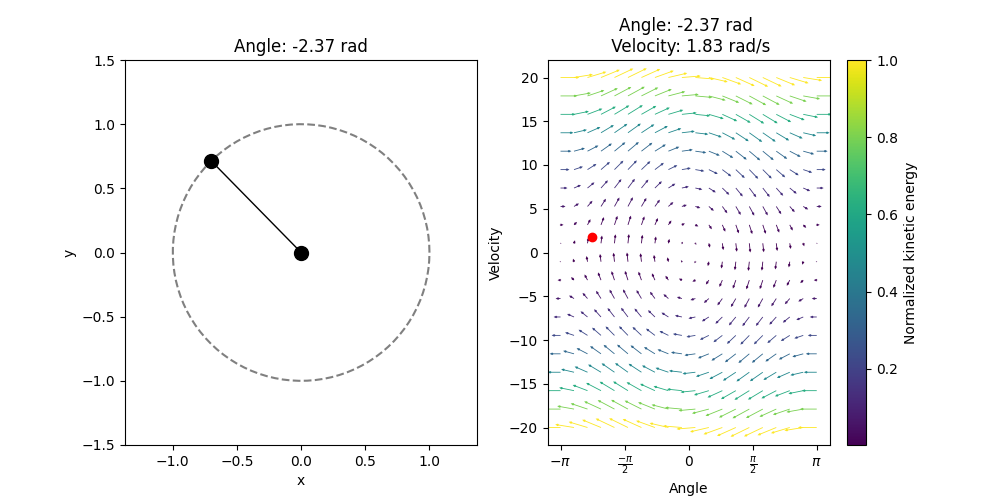 Angle: -2.37 rad
1.5
1.0
0.5
0.0
−0.5
−1.0
−1.5
y
−1.0
−0.5
0.0
0.5
1.0
x
Angle: -2.37 rad
Velocity: 1.83 rad/s
20
15
10
5
0
−5
−10
−15
−20
Velocity
−π
−π/2
0
π/2
π
Angle
1.0
0.8
0.6
0.4
0.2
Normalized kinetic energy